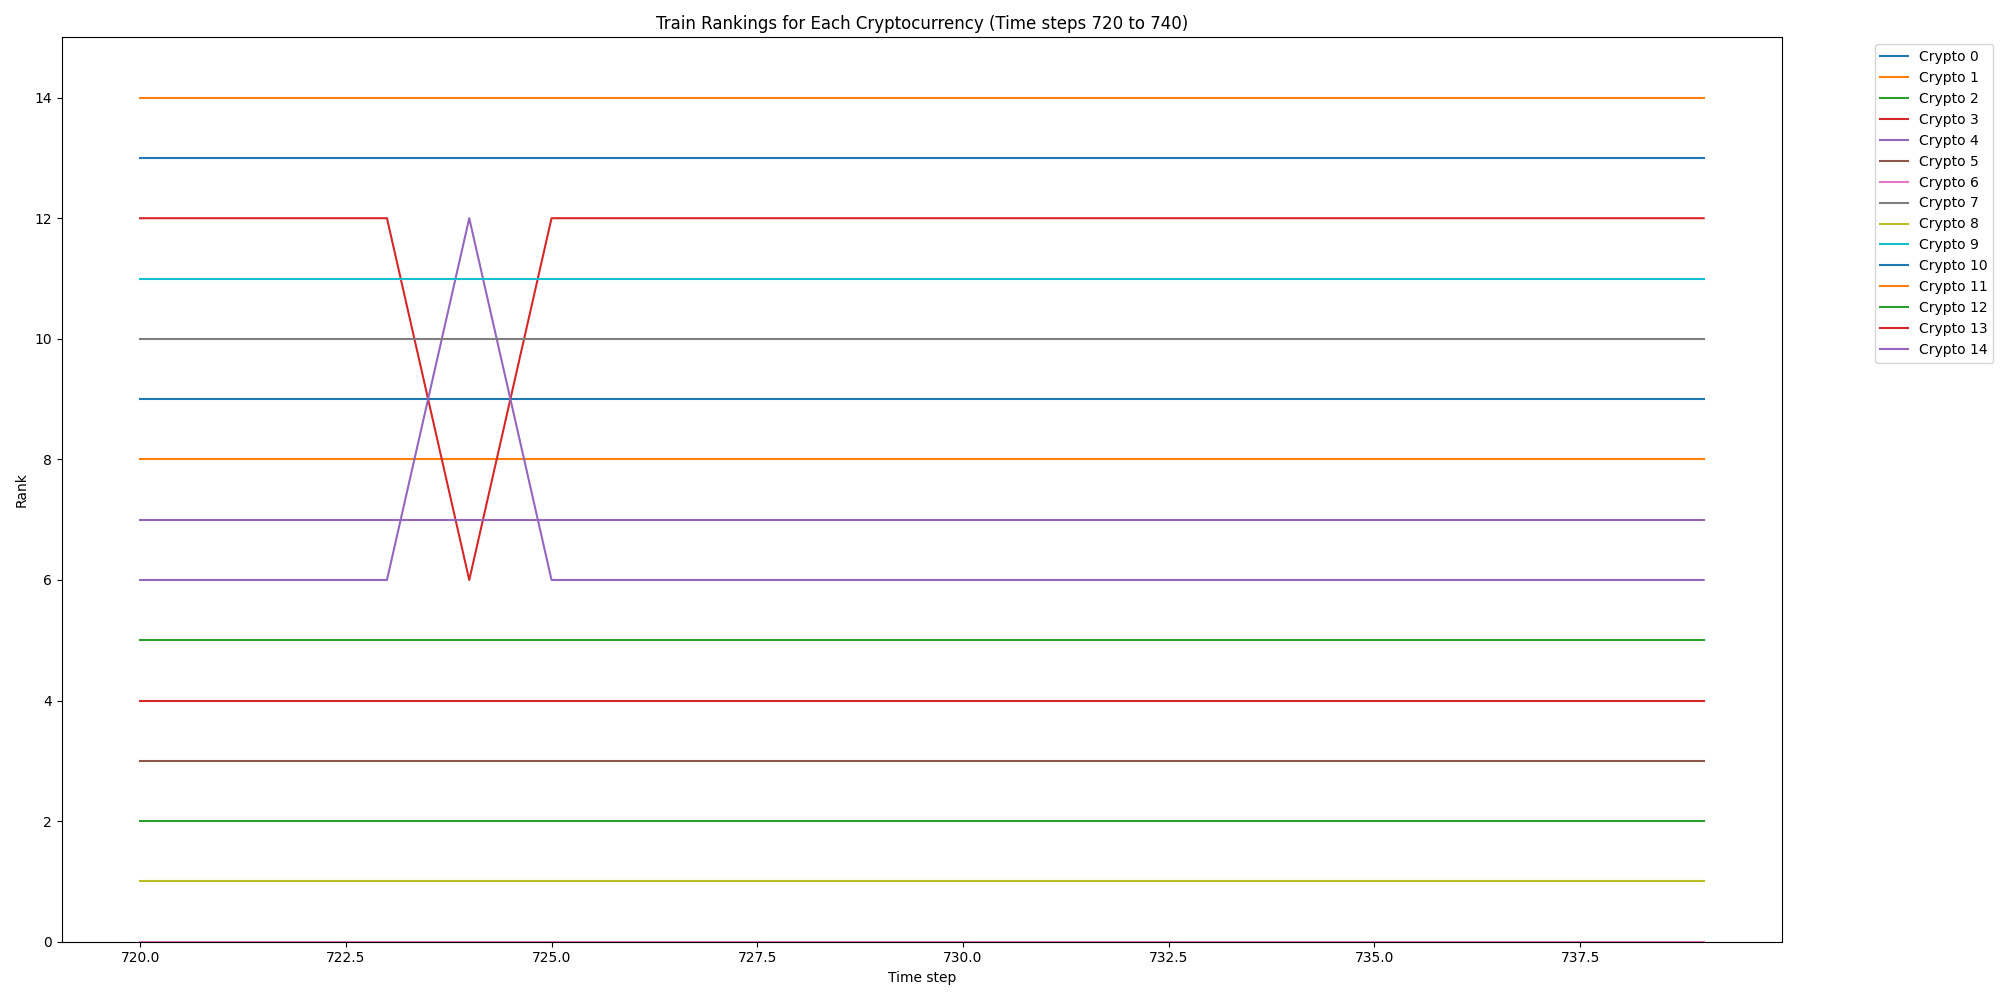 Train Rankings for Each Cryptocurrency (Time steps 720 to 740)
Rank
14
12
10
8
6
4
2
0
720.0 722.5 725.0 727.5 730.0 732.5 735.0 737.5
Time step
Crypto 0
Crypto 1
Crypto 2
Crypto 3
Crypto 4
Crypto 5
Crypto 6
Crypto 7
Crypto 8
Crypto 9
Crypto 10
Crypto 11
Crypto 12
Crypto 13
Crypto 14